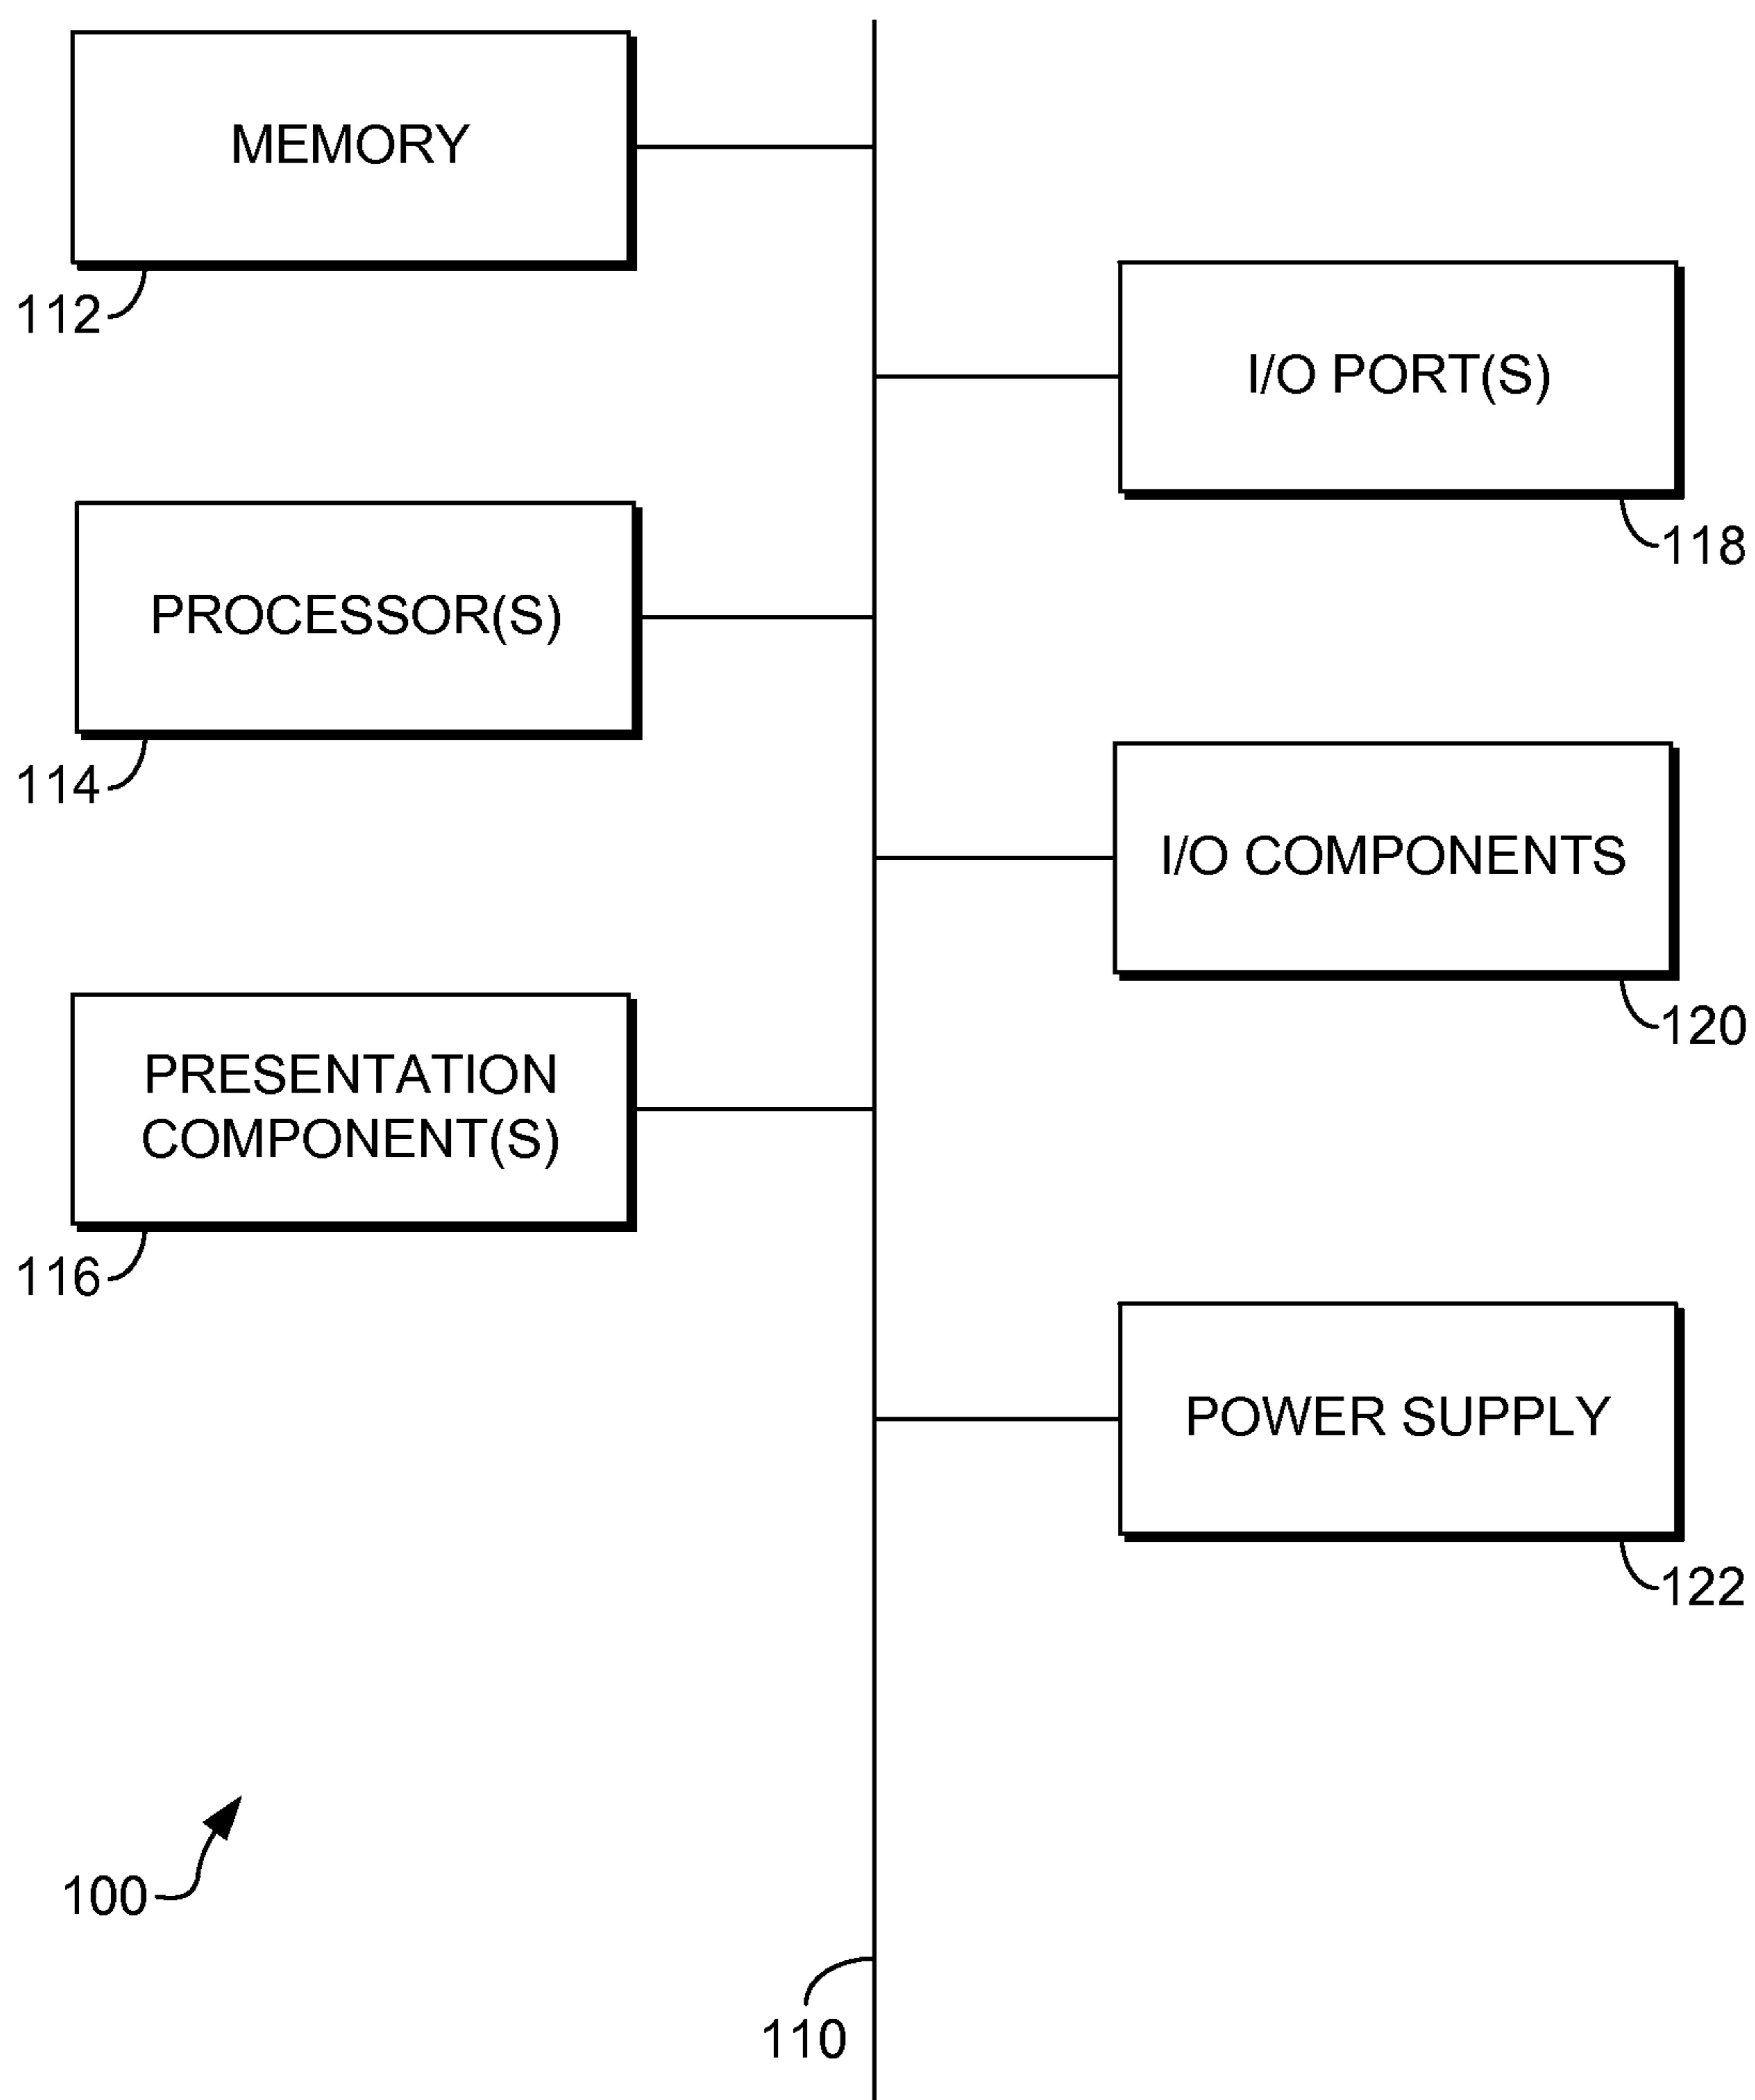 MEMORY
112
I/O PORT(S)
118
PROCESSOR(S)
114
I/O COMPONENTS
120
PRESENTATION
COMPONENT(S)
116
POWER SUPPLY
122
100
110